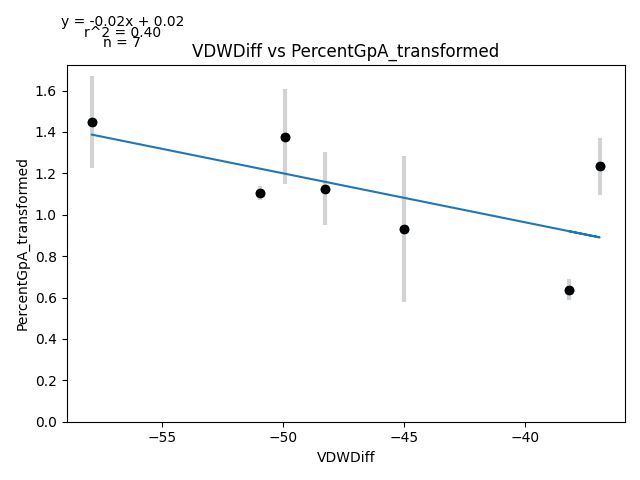 y = -0.02x + 0.02
r^2 = 0.40
n = 7
VDWDiff vs PercentGpA_transformed
1.6
1.4
1.2
1.0
0.8
0.6
0.4
0.2
0.0
PercentGpA_transformed
−55
−50
−45
−40
VDWDiff